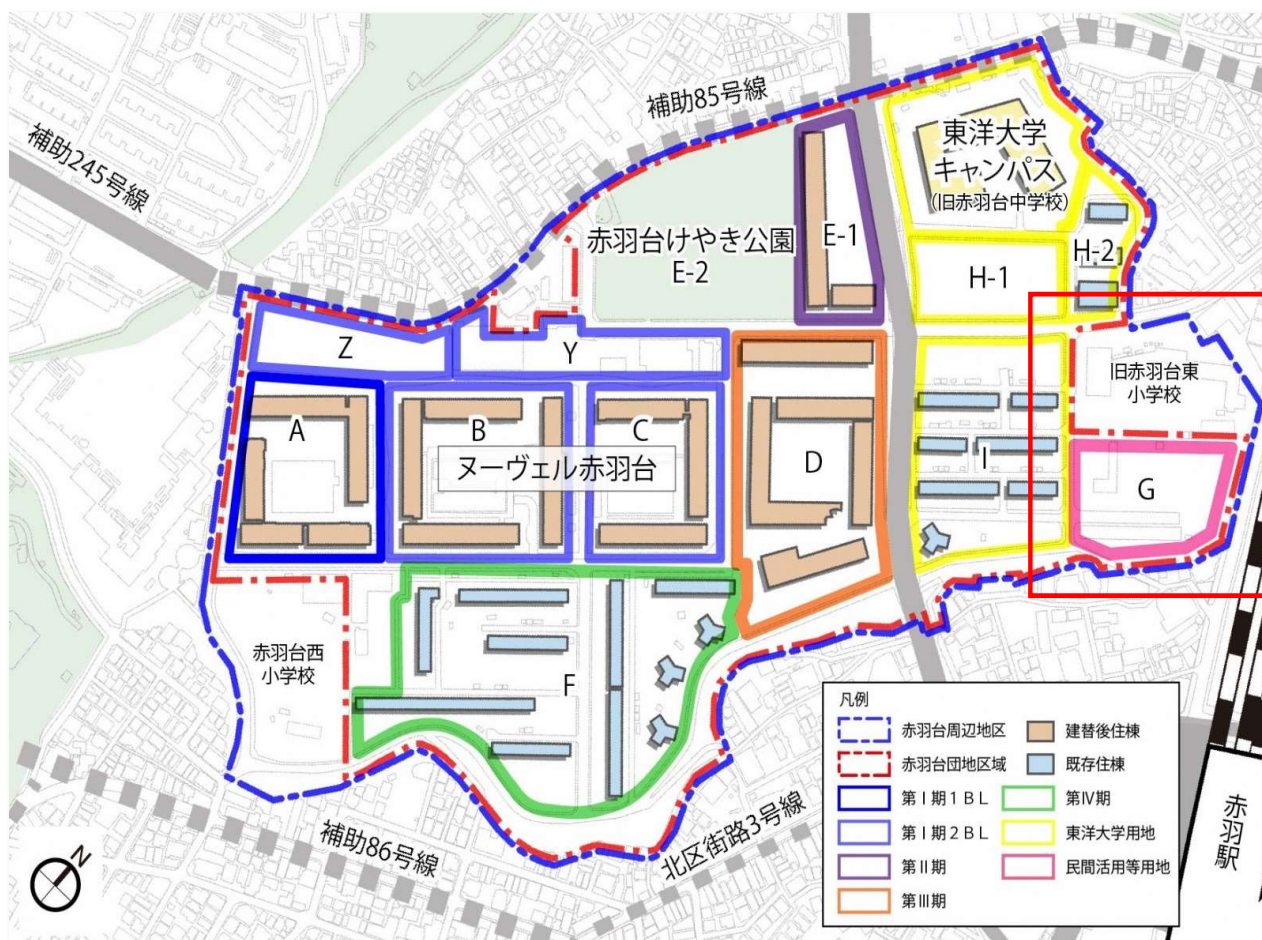 補助85号線
補助245号線
東洋大学
キャンパス
(旧赤羽台中学校)
赤羽台けやき公園
E-2
E-1
H-2
H-1
Z
Y
旧赤羽台東
小学校
A
B
C
ヌーヴェル赤羽台
D
I
G
赤羽台西
小学校
F
補助86号線
北区街路3号線
赤羽駅
N
凡例
赤羽台周辺地区
建替後住棟
赤羽台団地区域
既存住棟
第Ⅰ期1BL
第Ⅳ期
第Ⅰ期2BL
東洋大学用地
第Ⅱ期
民間活用等用地
第Ⅲ期